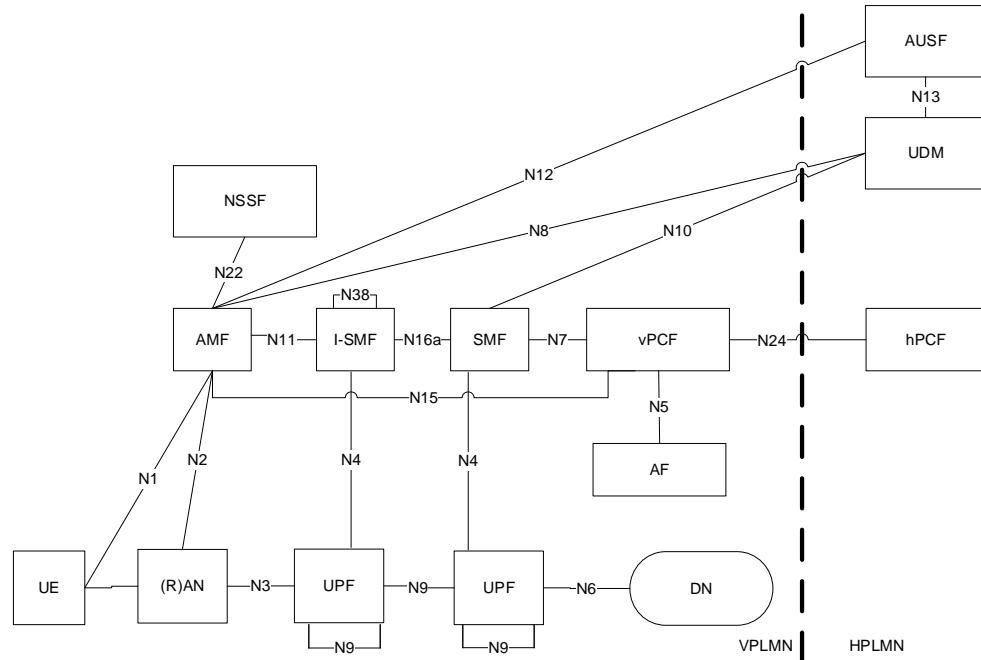 AUSF
N13
UDM
N12
NSSF
N8
N10
N22
N38
AMF
N11
I-SMF
N16a
SMF
N7
vPCF
N24
hPCF
N15
N5
N2
N4
N4
AF
N1
UE
(R)AN
N3
UPF
N9
UPF
N6
DN
N9
N9
VPLMN
HPLMN